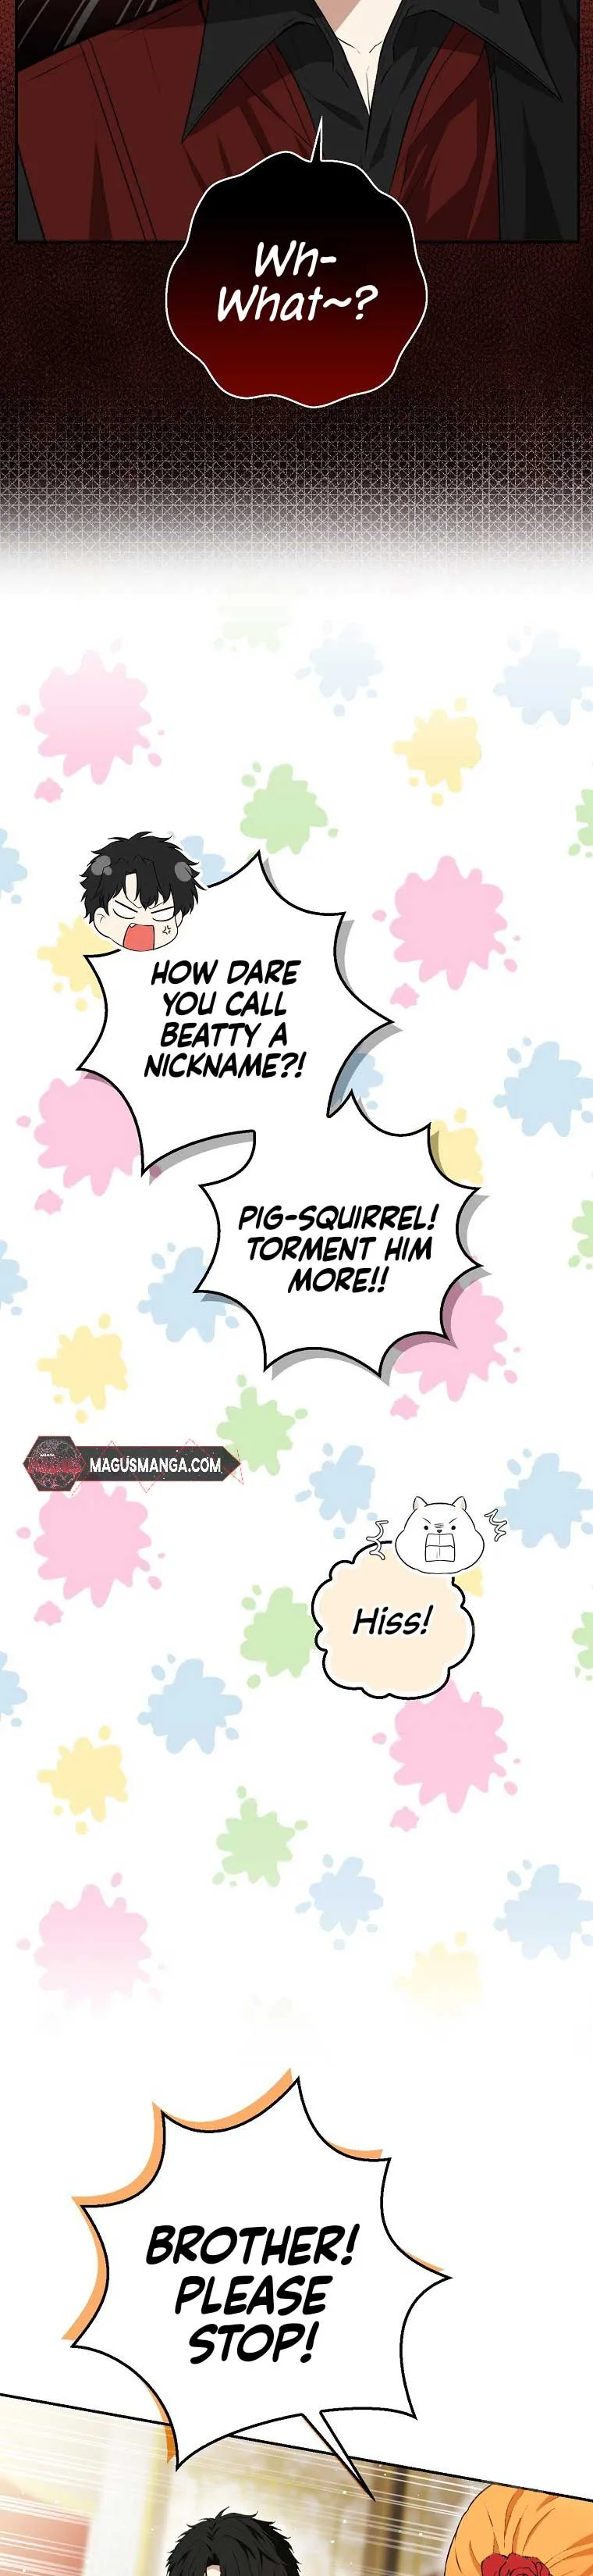 Wh-
What~?
HOW DARE
YOU CALL
BEATTY A
NICKNAME?!
PIG-SQUIRREL!
TORMENT HIM
MORE!!
MAGUSMANGA.COM
Hiss!
BROTHER!
PLEASE
STOP!